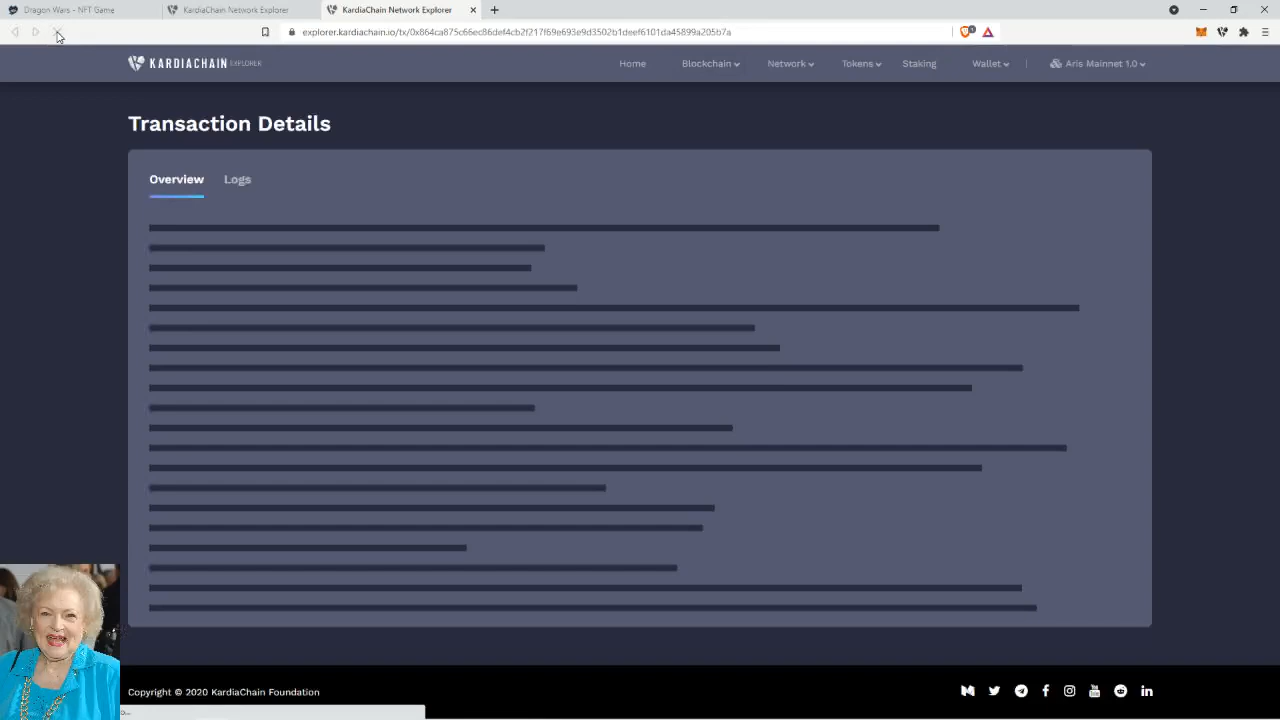 Dragon Wars - NFT Game
KardiaChain Network Explorer
KardiaChain Network Explorer
explorer.kardiachain.io/tx/0x864ca875c66ec86def4cb2f217f69e693e9d3502b1deef6101da45899a205b7a
KARDIACHAIN EXPLORER
Home
Blockchain
Network
Tokens
Staking
Wallet
Aris Mainnet 1.0
Transaction Details
Overview
Logs
Copyright © 2020 KardiaChain Foundation